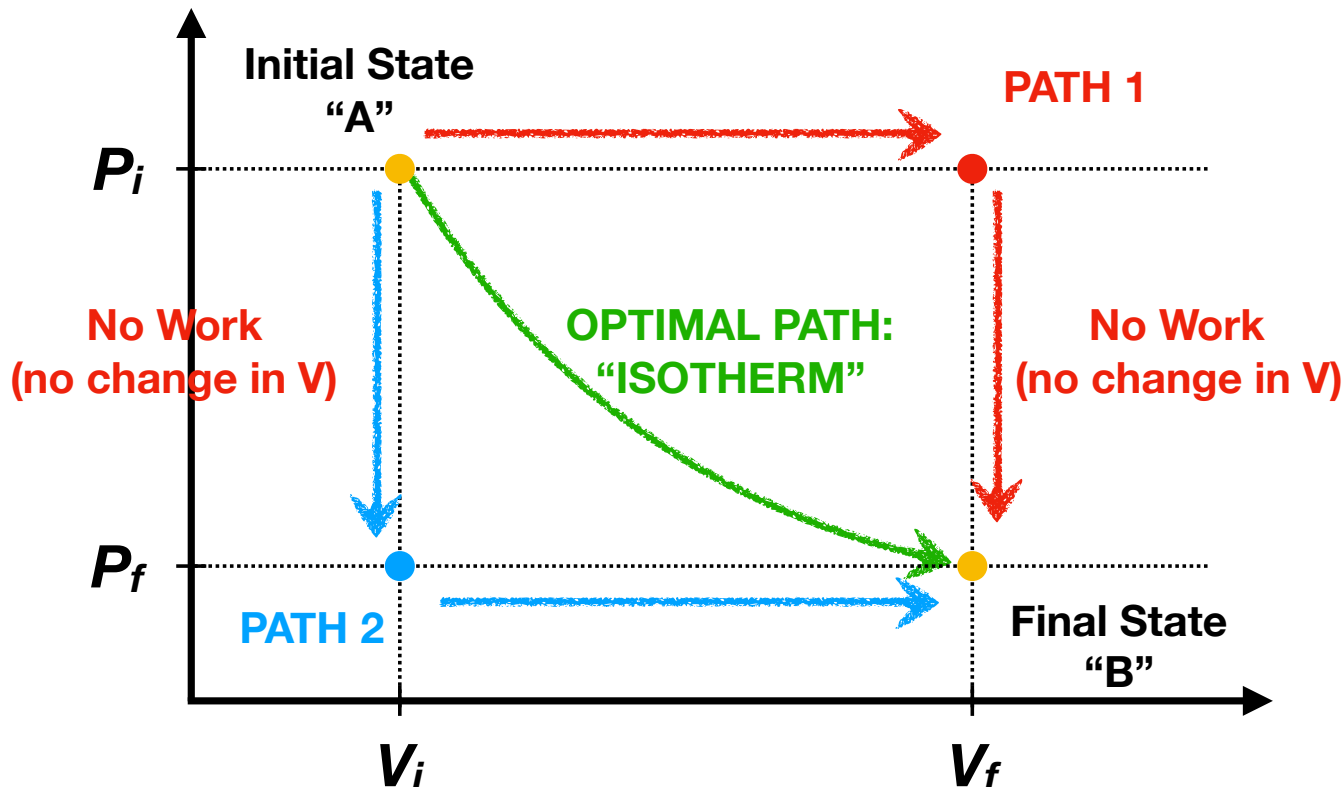 Initial State
“A”
PATH 1
Pi
No Work
(no change in V)
OPTIMAL PATH:
“ISOTHERM”
No Work
(no change in V)
Pf
PATH 2
Final State
“B”
Vi
Vf